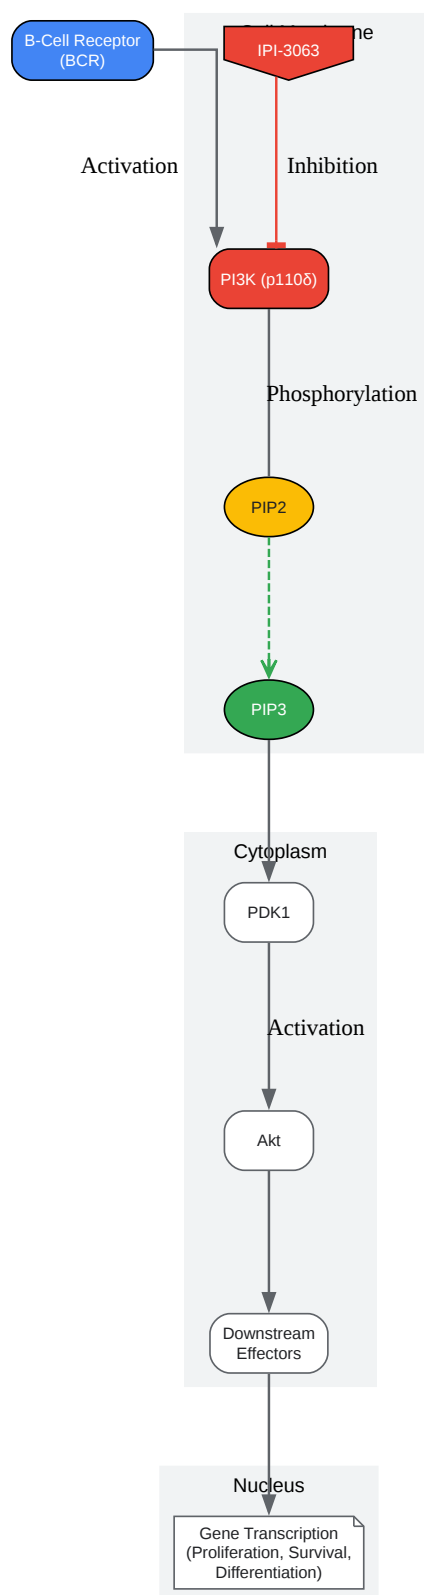 B-Cell Receptor
(BCR)
IPI-3063
Activation
Inhibition
PI3K (p110δ)
Phosphorylation
PIP2
PIP3
Cytoplasm
PDK1
Activation
Akt
Downstream
Effectors
Nucleus
Gene Transcription
(Proliferation, Survival,
Differentiation)